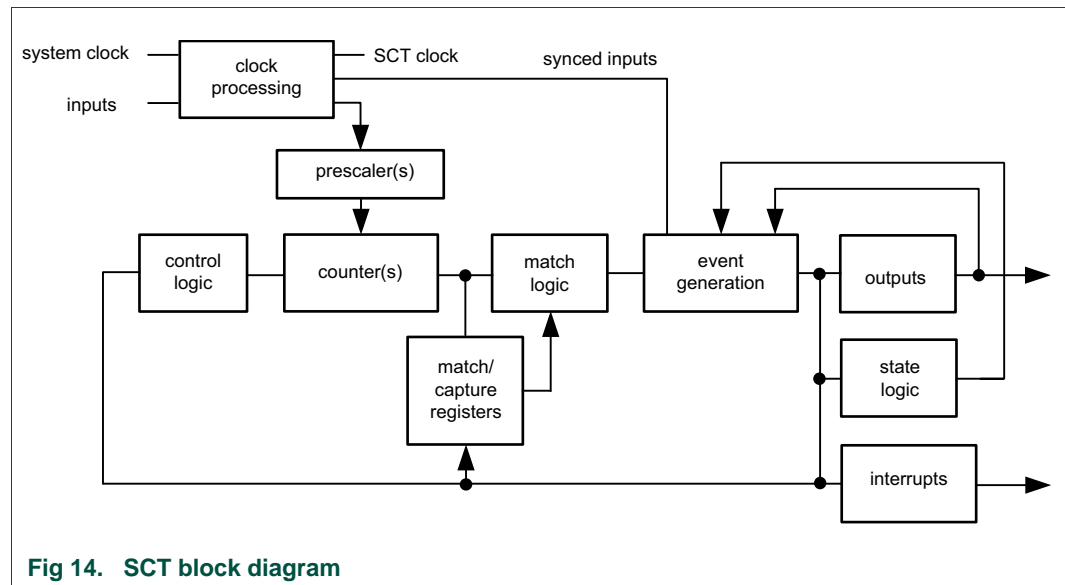 system clock
SCT clock
synced inputs
clock
processing
inputs
prescaler(s)
control
logic
counter(s)
match
logic
event
generation
outputs
match/
capture
registers
state
logic
interrupts
Fig 14. SCT block diagram